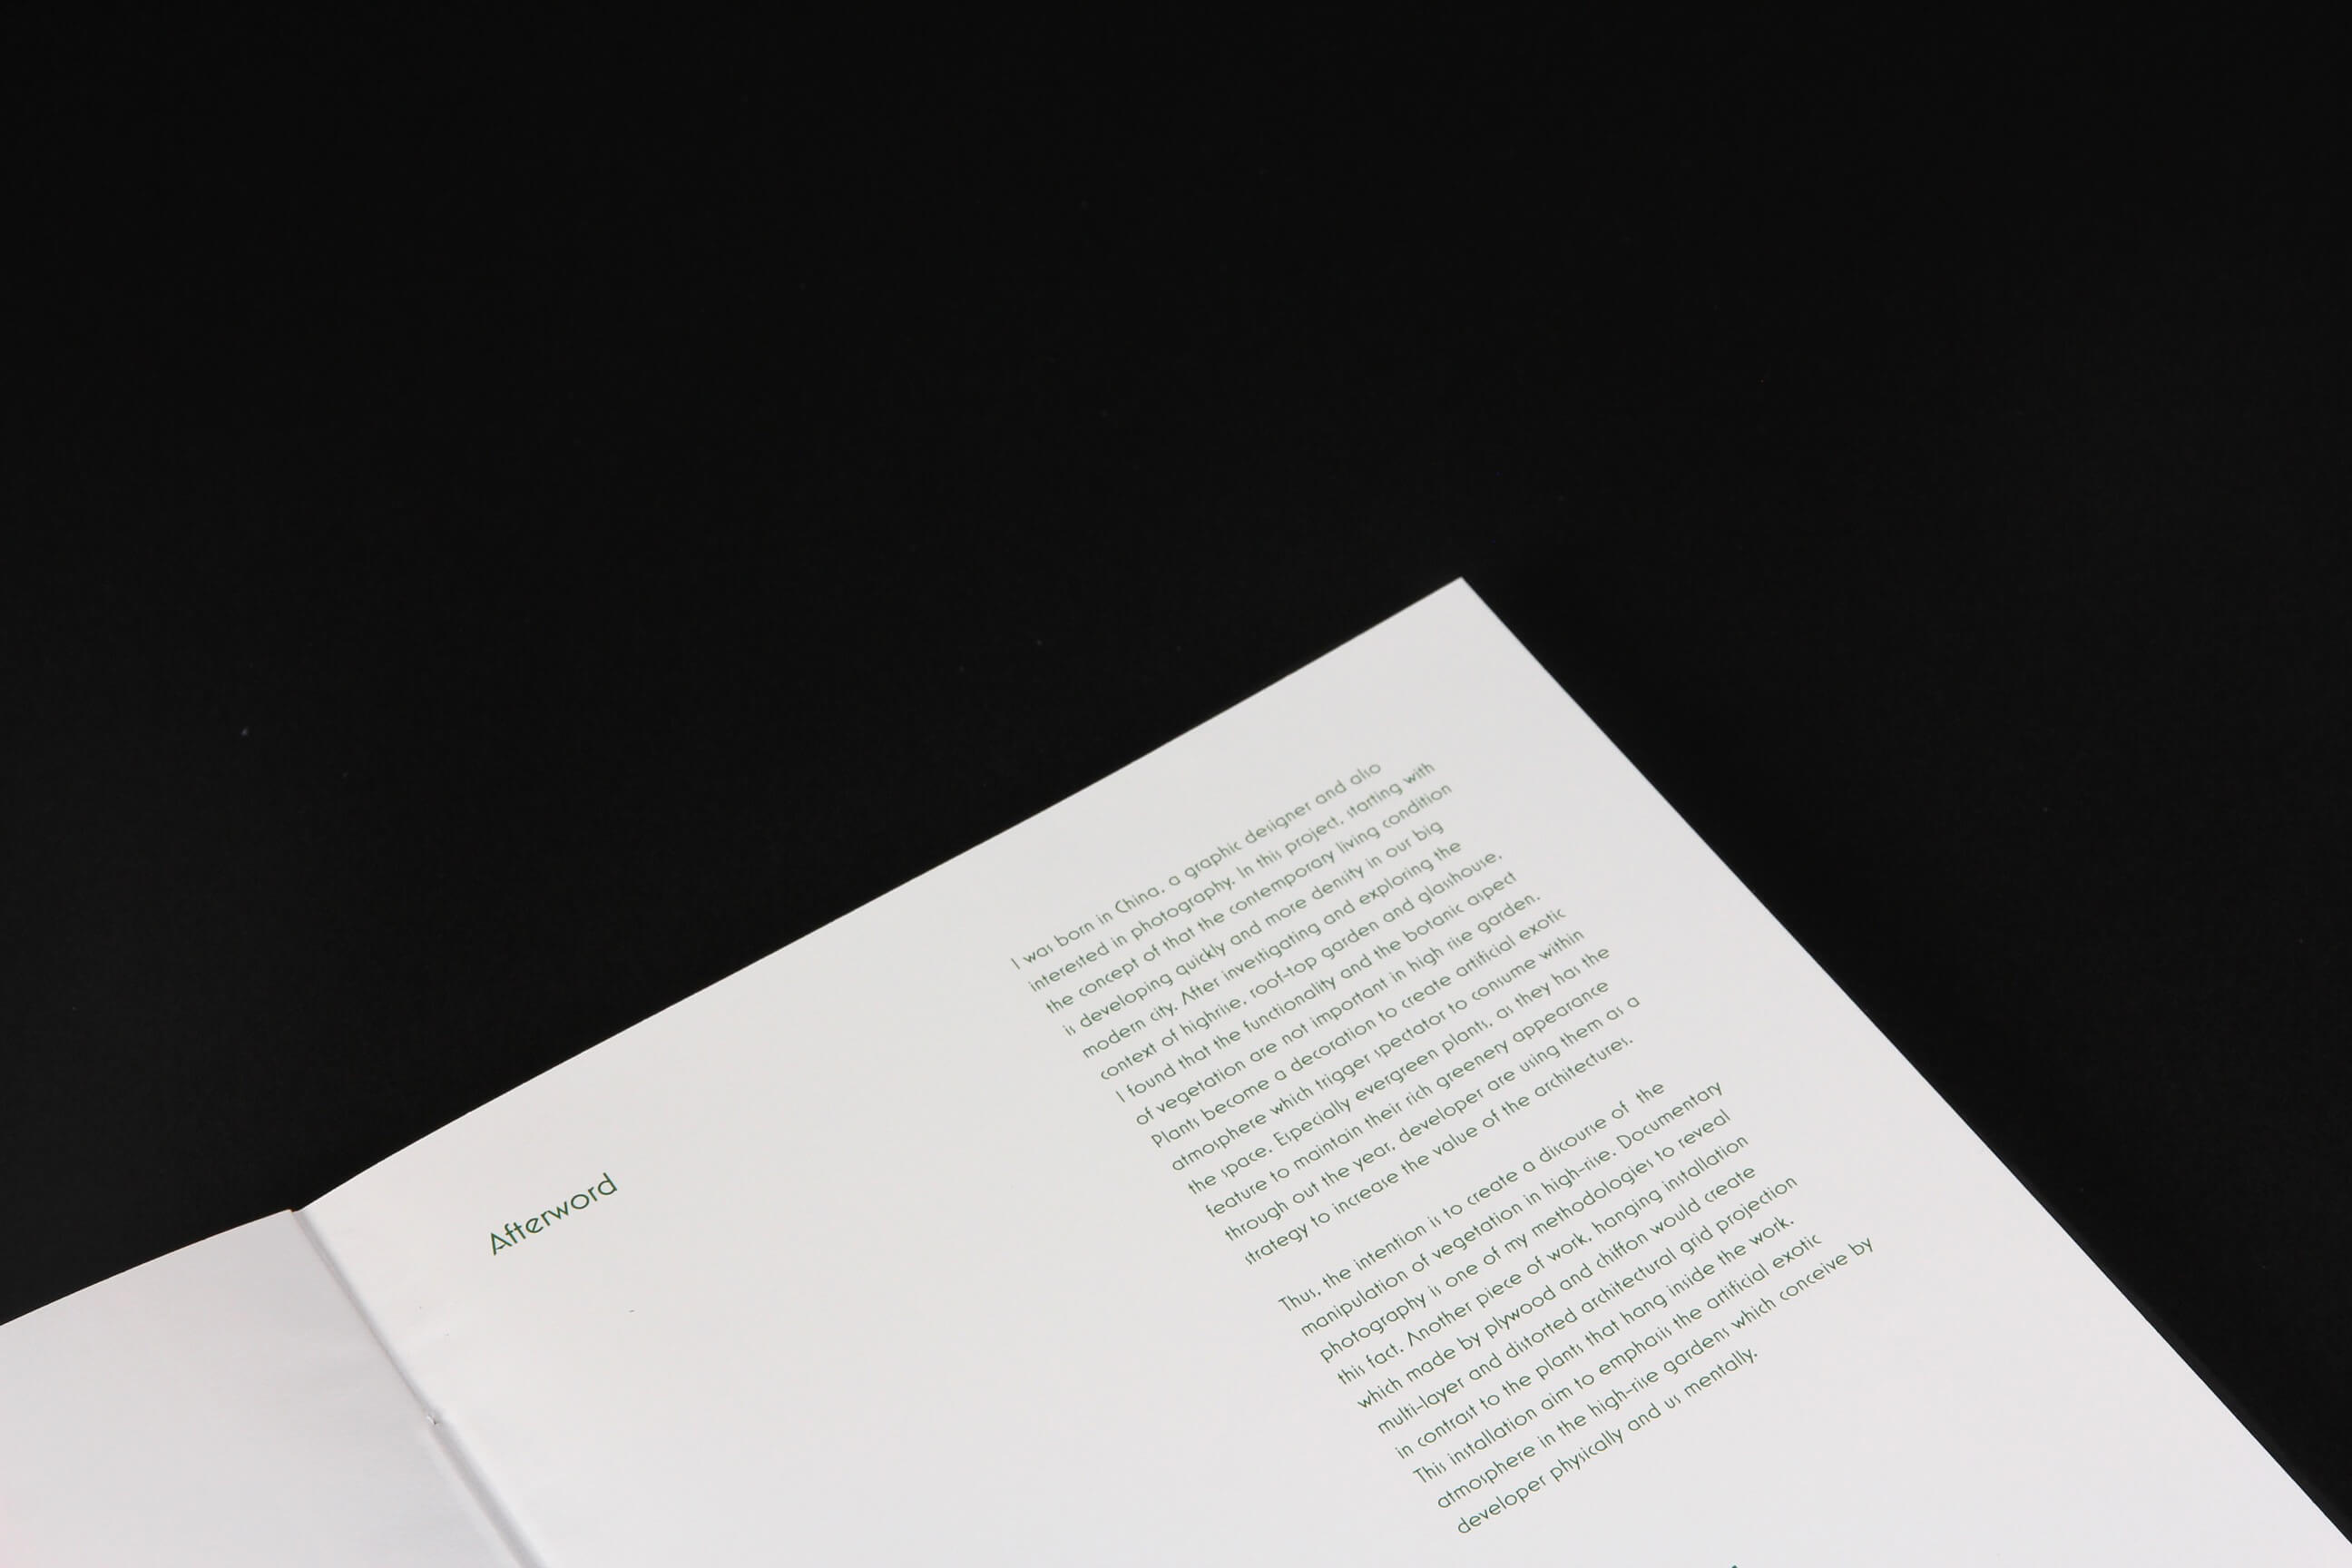 Afterword
I was born in China, a graphic designer and also
interested in photography. In this project, starting with
the concept of that the contemporary living condition
is developing quickly and more density in our big
modern city. After investigating and exploring the
context of highrise, roof-top garden and glasshouse,
I found that the functionality and the botanic aspect
of vegetation are not important in high rise garden.
Plants become a decoration to create artificial exotic
atmosphere which trigger spectator to consume within
the space. Especially evergreen plants, as they has the
feature to maintain their rich greenery appearance
through out the year, developer are using them as a
strategy to increase the value of the architectures.
Thus, the intention is to create a discourse of the
manipulation of vegetation in high-rise. Documentary
photography is one of my methodologies to reveal
this fact. Another piece of work, hanging installation
which made by plywood and chiffon would create
multi-layer and distorted architectural grid projection
in contrast to the plants that hang inside the work.
This installation aim to emphasis the artificial exotic
atmosphere in the high-rise gardens which conceive by
developer physically and us mentally.